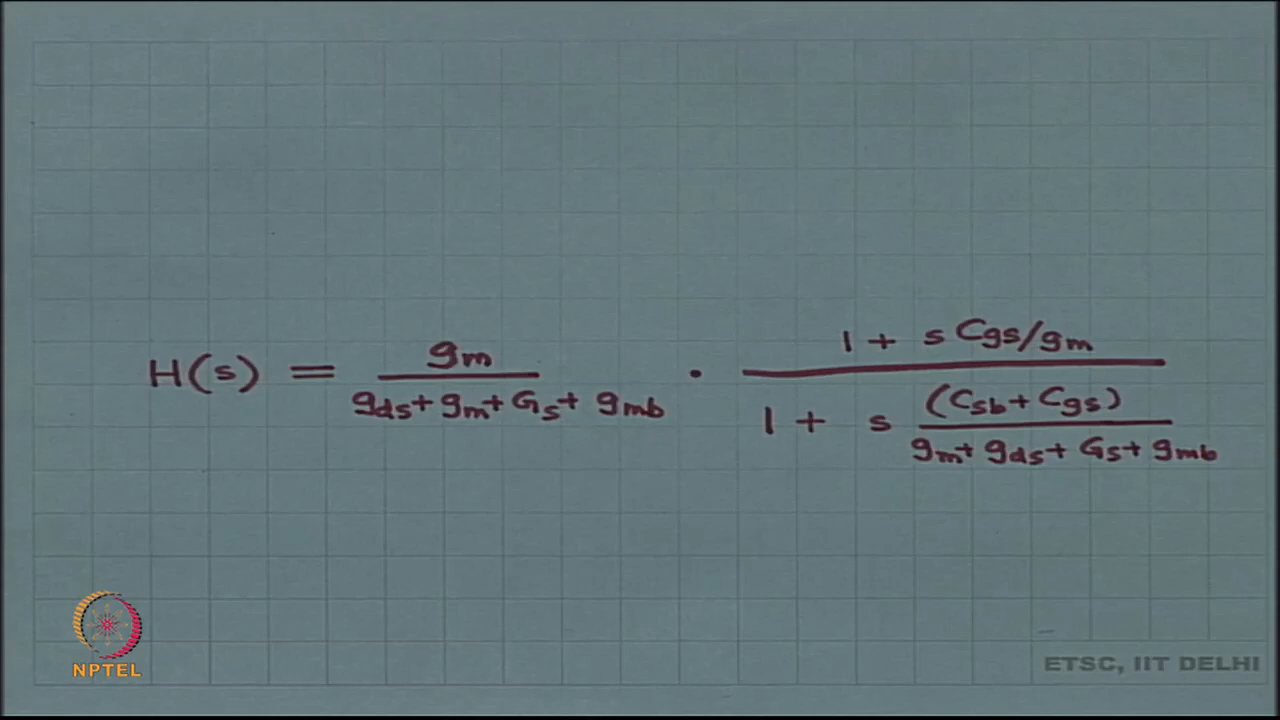 H(s) = gm / (gds + gm + Gs + gmb) · (1 + s Cgs/gm) / (1 + s (Csb + Cgs) / (gm + gds + Gs + gmb))
NPTEL
ETSC, IIT DELHI